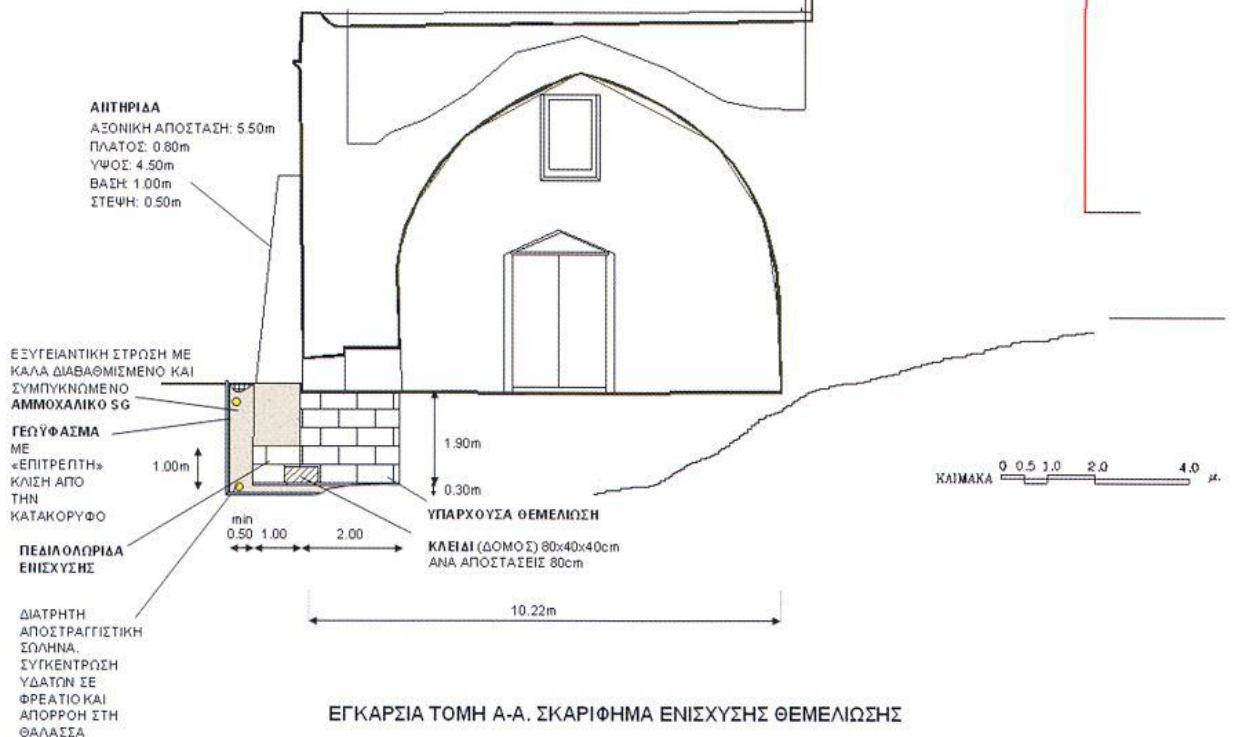 ΑΝΤΗΡΙΔΑ
ΑΞΟΝΙΚΗ ΑΠΟΣΤΑΣΗ: 5.50m
ΠΛΑΤΟΣ: 0.80m
ΥΨΟΣ: 4.50m
ΒΑΣΗ: 1.00m
ΣΤΕΨΗ: 0.50m
ΕΞΥΓΕΙΑΝΤΙΚΗ ΣΤΡΩΣΗ ΜΕ
ΚΑΛΑ ΔΙΑΒΑΘΜΙΣΜΕΝΟ ΚΑΙ
ΣΥΜΠΥΚΝΩΜΕΝΟ
ΑΜΜΟΧΑΛΙΚΟ SG
ΓΕΩΫΦΑΣΜΑ
ΜΕ
«ΕΠΙΤΡΕΠΤΗ»
ΚΛΙΣΗ ΑΠΟ
ΤΗΝ
ΚΑΤΑΚΟΡΥΦΟ
1.00m
1.90m
0.30m
ΚΛΙΜΑΚΑ 0 0.5 1.0 2.0 4.0 μ.
min
0.50 1.00 2.00
ΥΠΑΡΧΟΥΣΑ ΘΕΜΕΛΙΩΣΗ
ΚΛΕΙΔΙ (ΔΟΜΟΣ) 80x40x40cm
ΑΝΑ ΑΠΟΣΤΑΣΕΙΣ 80cm
ΠΕΔΙΛΟΛΩΡΙΔΑ
ΕΝΙΣΧΥΣΗΣ
10.22m
ΔΙΑΤΡΗΤΗ
ΑΠΟΣΤΡΑΓΓΙΣΤΙΚΗ
ΣΩΛΗΝΑ.
ΣΥΓΚΕΝΤΡΩΣΗ
ΥΔΑΤΩΝ ΣΕ
ΦΡΕΑΤΙΟ ΚΑΙ
ΑΠΟΡΡΟΗ ΣΤΗ
ΘΑΛΑΣΣΑ
ΕΓΚΑΡΣΙΑ ΤΟΜΗ Α-Α. ΣΚΑΡΙΦΗΜΑ ΕΝΙΣΧΥΣΗΣ ΘΕΜΕΛΙΩΣΗΣ